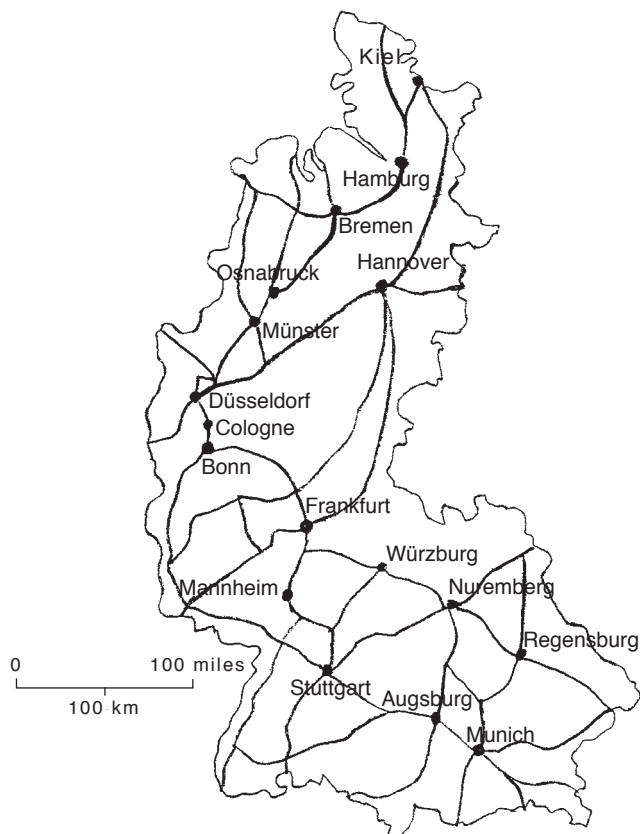 Kiel
Hamburg
Bremen
Hannover
Osnabruck
Münster
Düsseldorf
Cologne
Bonn
Frankfurt
Würzburg
Mannheim
Nuremberg
Regensburg
0 100 miles
100 km
Stuttgart
Augsburg
Munich